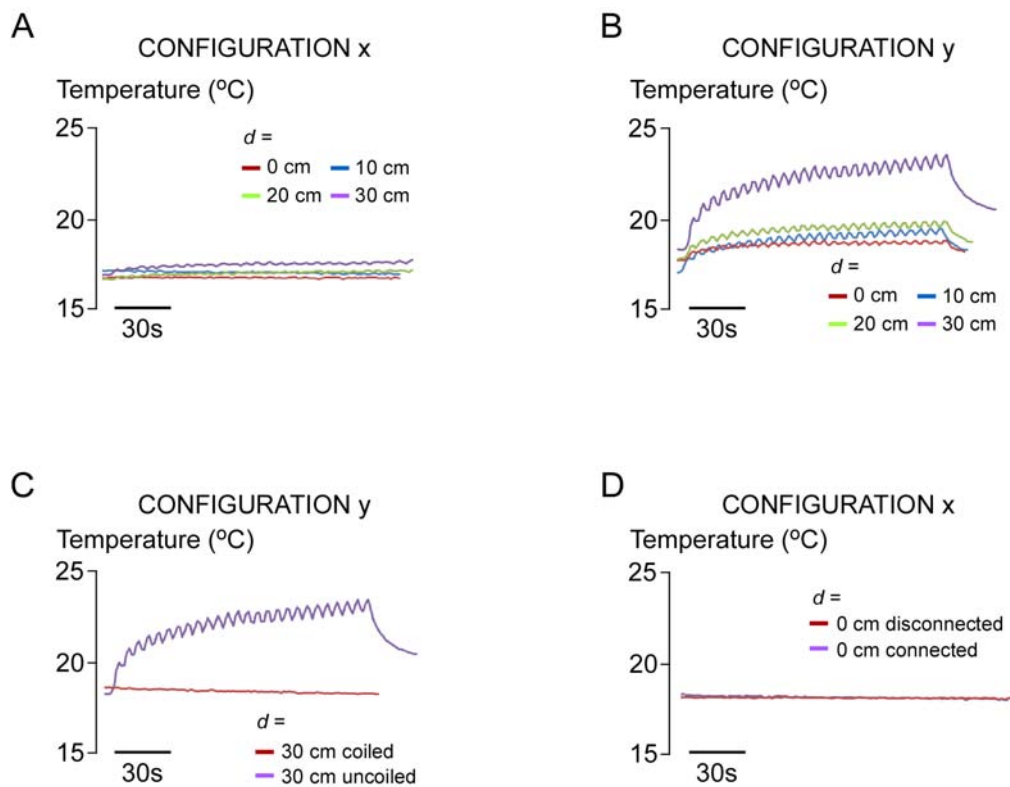 A
CONFIGURATION x
Temperature (ºC)
25
d =
0 cm 10 cm
20 cm 30 cm
20
15
30s
B
CONFIGURATION y
Temperature (ºC)
25
20
d =
0 cm 10 cm
20 cm 30 cm
15
30s
C
CONFIGURATION y
Temperature (ºC)
25
20
d =
30 cm coiled
30 cm uncoiled
15
30s
D
CONFIGURATION x
Temperature (ºC)
25
d =
0 cm disconnected
0 cm connected
20
15
30s